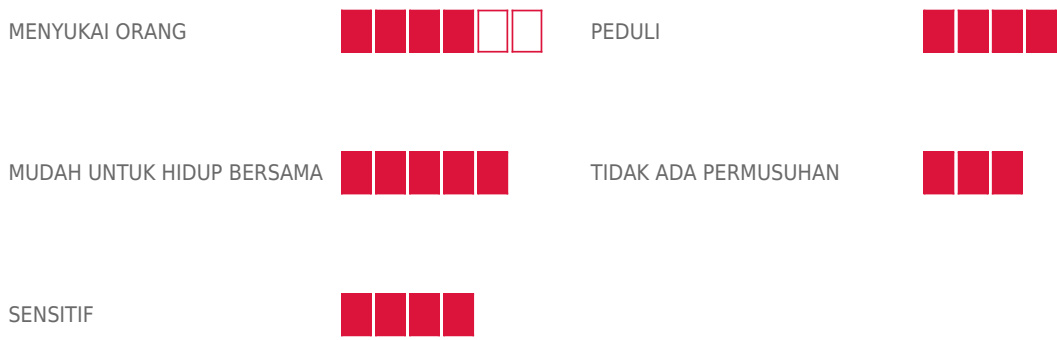 MENYUKAI ORANG
PEDULI
MUDAH UNTUK HIDUP BERSAMA
TIDAK ADA PERMUSUHAN
SENSITIF